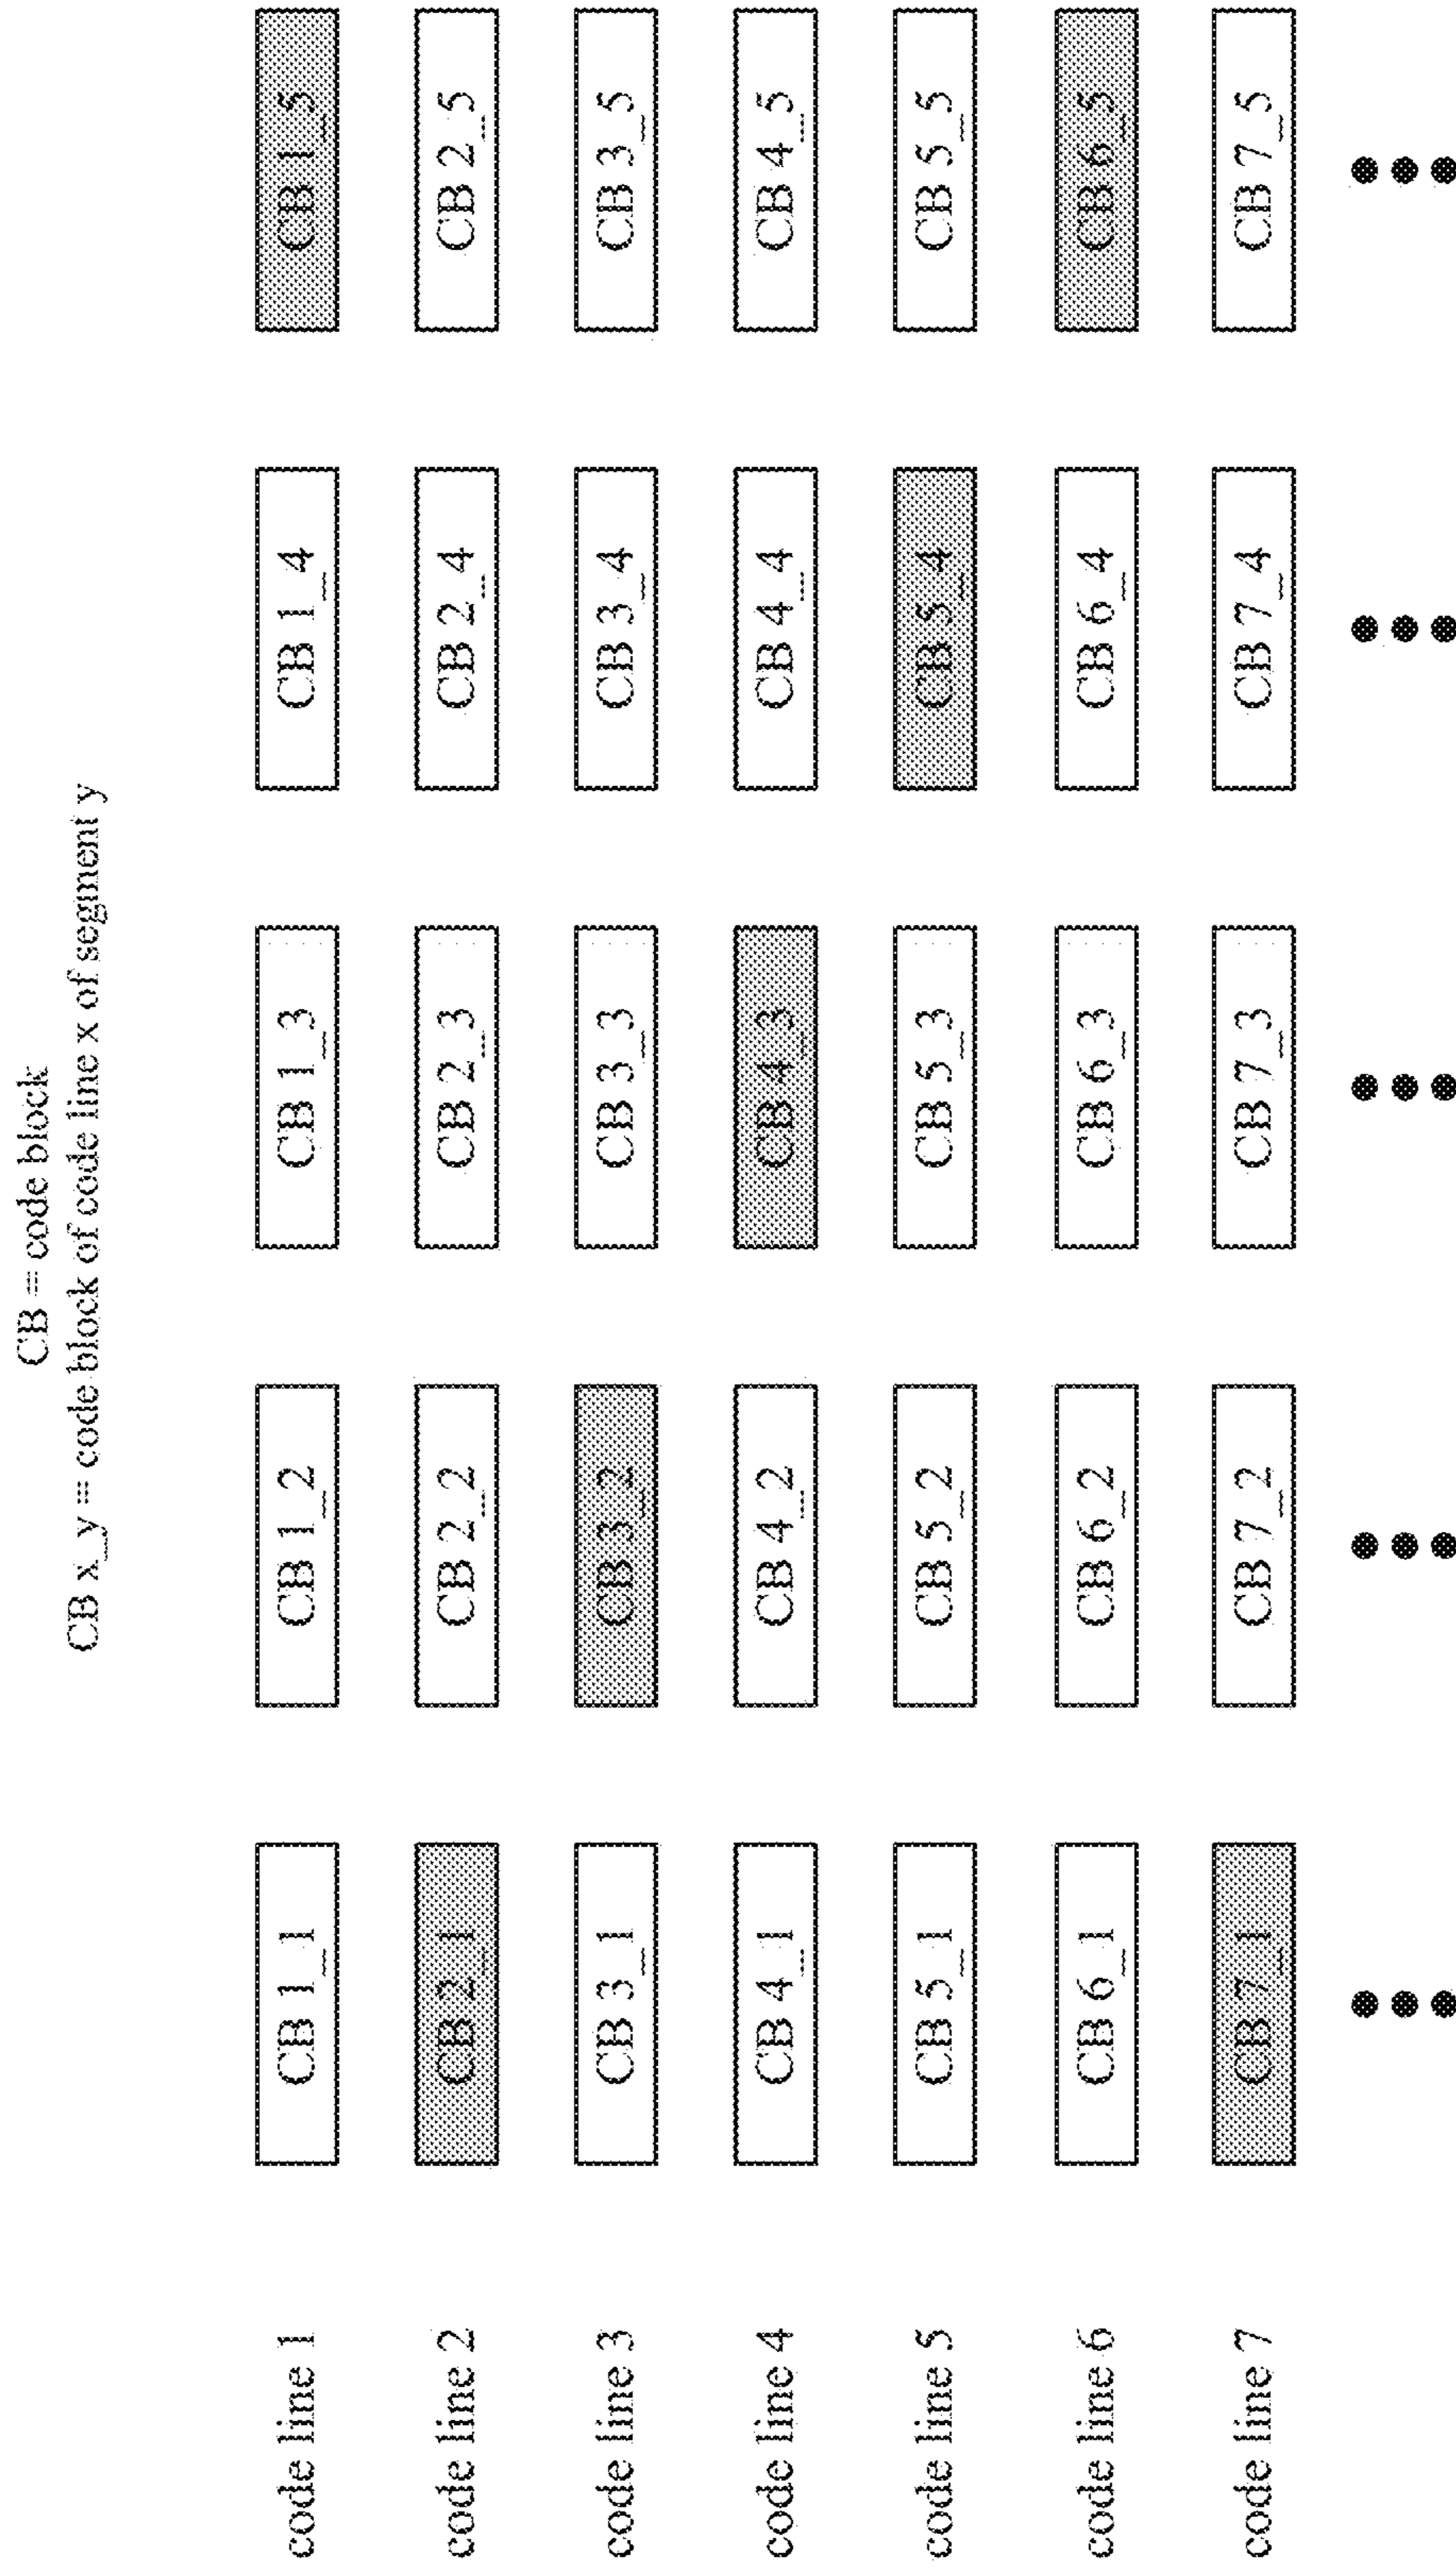 CB = code block
CB x_y = code block of code line x of segment y
code line 1 CB 1_1 CB 1_2 CB 1_3 CB 1_4 CB 1_5
code line 2 CB 2_1 CB 2_2 CB 2_3 CB 2_4 CB 2_5
code line 3 CB 3_1 CB 3_2 CB 3_3 CB 3_4 CB 3_5
code line 4 CB 4_1 CB 4_2 CB 4_3 CB 4_4 CB 4_5
code line 5 CB 5_1 CB 5_2 CB 5_3 CB 5_4 CB 5_5
code line 6 CB 6_1 CB 6_2 CB 6_3 CB 6_4 CB 6_5
code line 7 CB 7_1 CB 7_2 CB 7_3 CB 7_4 CB 7_5